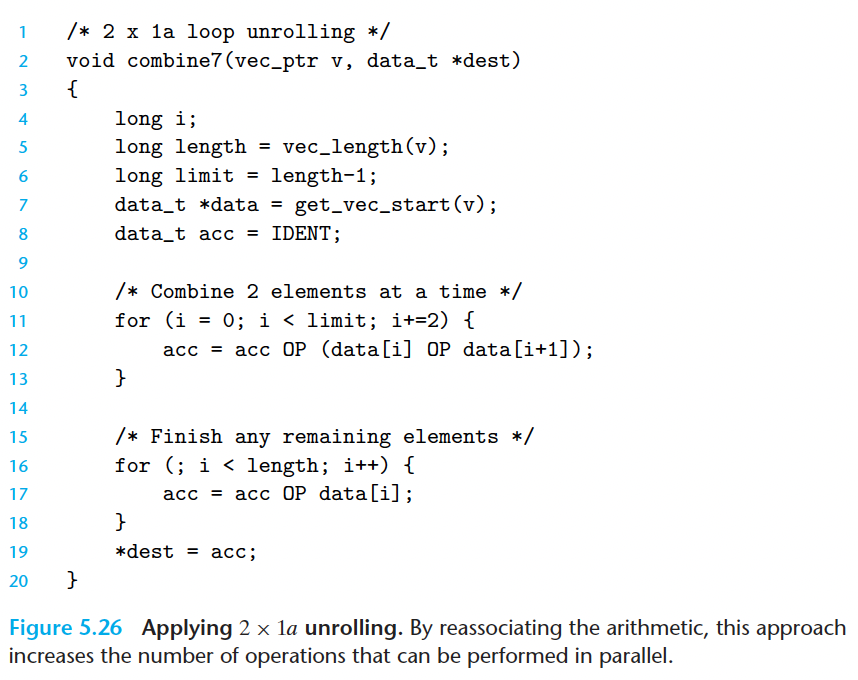 1 /* 2 x 1a loop unrolling */
2 void combine7(vec_ptr v, data_t *dest)
3 {
4     long i;
5     long length = vec_length(v);
6     long limit = length-1;
7     data_t *data = get_vec_start(v);
8     data_t acc = IDENT;
9
10     /* Combine 2 elements at a time */
11     for (i = 0; i < limit; i+=2) {
12         acc = acc OP (data[i] OP data[i+1]);
13     }
14
15     /* Finish any remaining elements */
16     for (; i < length; i++) {
17         acc = acc OP data[i];
18     }
19     *dest = acc;
20 }
Figure 5.26 Applying 2 × 1a unrolling. By reassociating the arithmetic, this approach
increases the number of operations that can be performed in parallel.